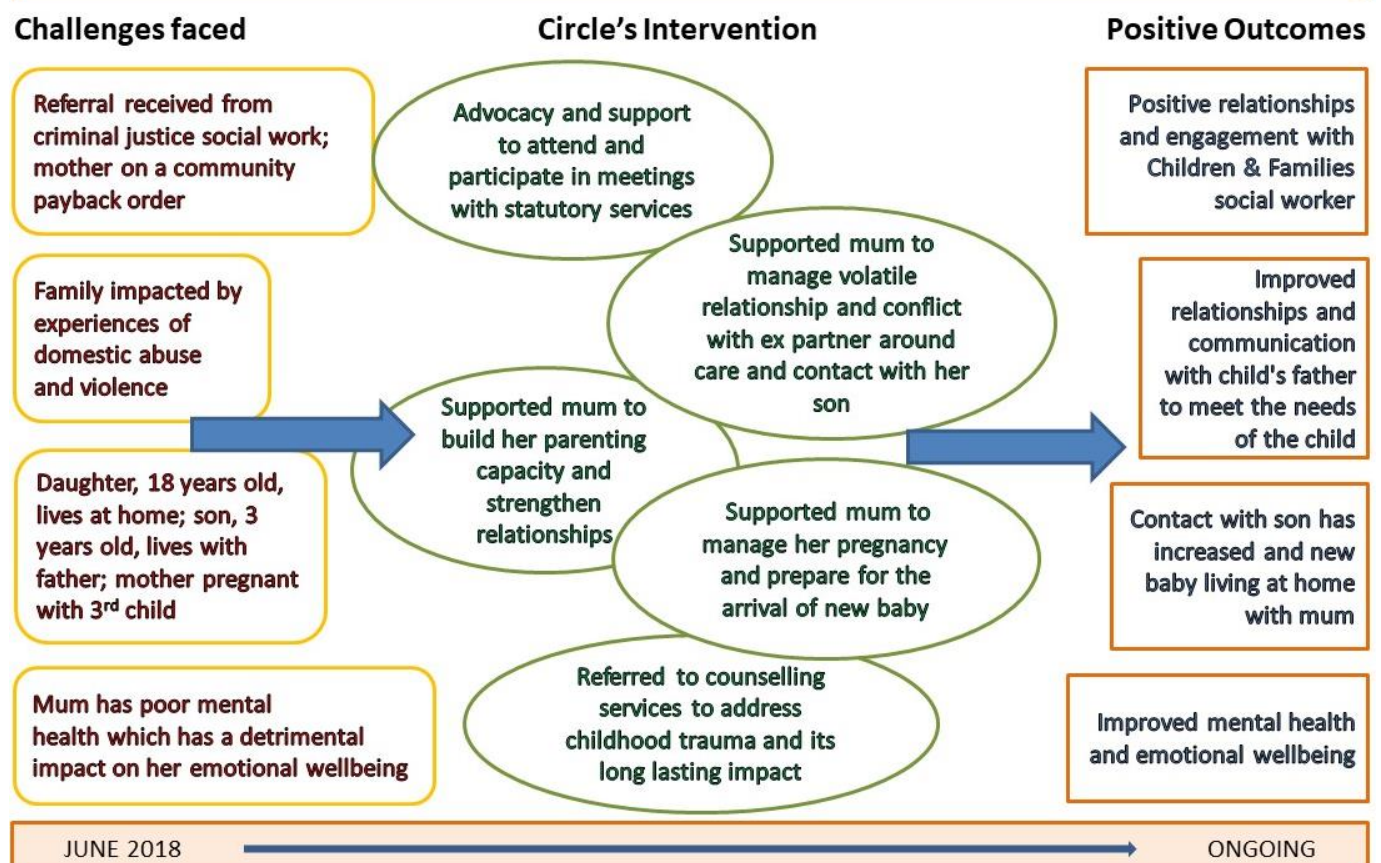 Challenges faced
Referral received from
criminal justice social work;
mother on a community
payback order
Family impacted by
experiences of
domestic abuse
and violence
Daughter, 18 years old,
lives at home; son, 3
years old, lives with
father; mother pregnant
with 3rd child
Mum has poor mental
health which has a detrimental
impact on her emotional wellbeing
Circle's Intervention
Advocacy and support
to attend and
participate in meetings
with statutory services
Supported mum to
manage volatile
relationship and conflict
with ex partner around
care and contact with her
son
Supported mum to
build her parenting
capacity and
strengthen
relationships
Supported mum to
manage her pregnancy
and prepare for the
arrival of new baby
Referred to counselling
services to address
childhood trauma and its
long lasting impact
Positive Outcomes
Positive relationships
and engagement with
Children & Families
social worker
Improved
relationships and
communication
with child's father
to meet the needs
of the child
Contact with son has
increased and new
baby living at home
with mum
Improved mental health
and emotional wellbeing
JUNE 2018
ONGOING